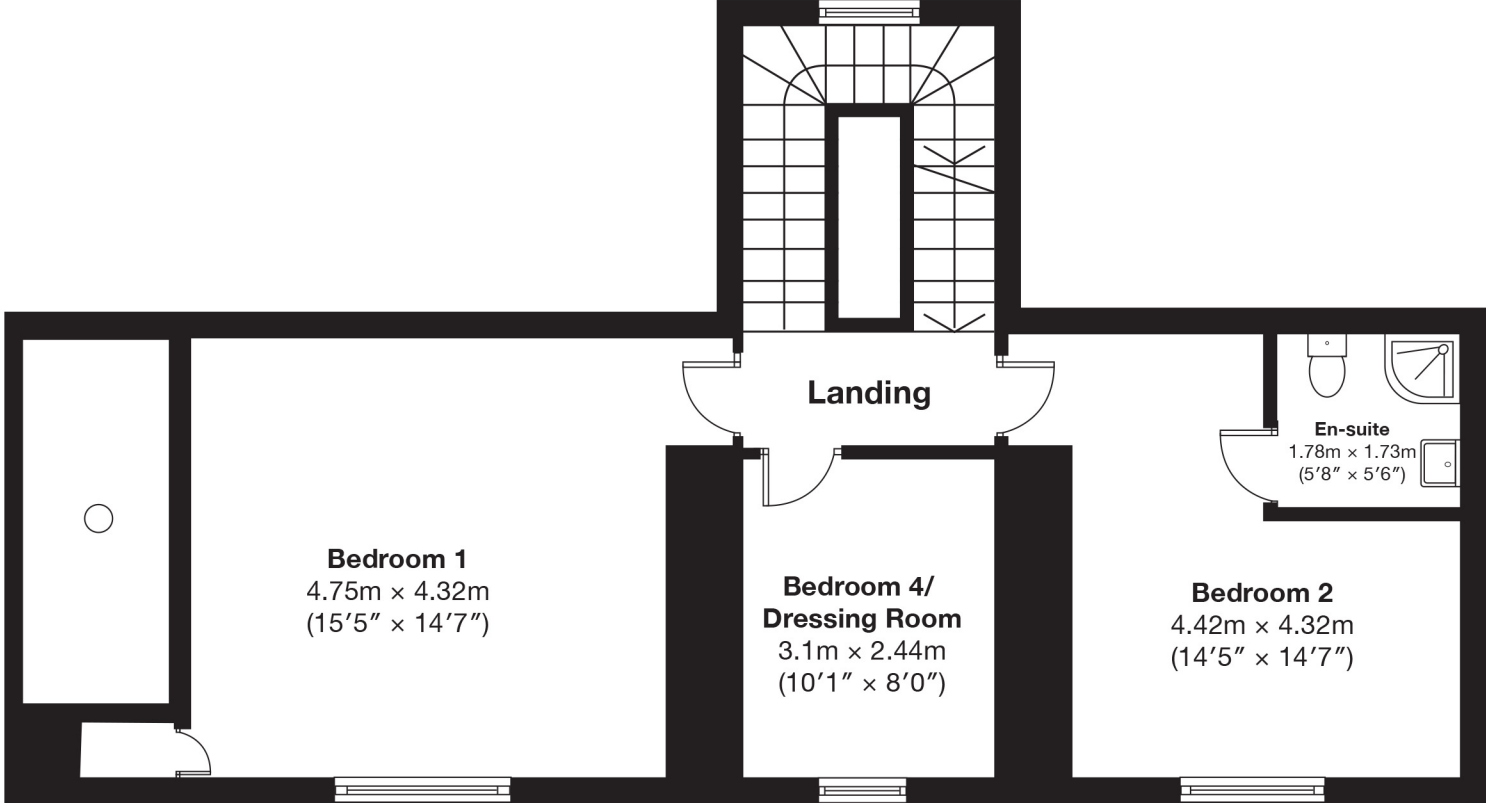 Landing
En-suite
1.78m × 1.73m
(5′8″ × 5′6″)
Bedroom 1
4.75m × 4.32m
(15′5″ × 14′7″)
Bedroom 4/
Dressing Room
3.1m × 2.44m
(10′1″ × 8′0″)
Bedroom 2
4.42m × 4.32m
(14′5″ × 14′7″)